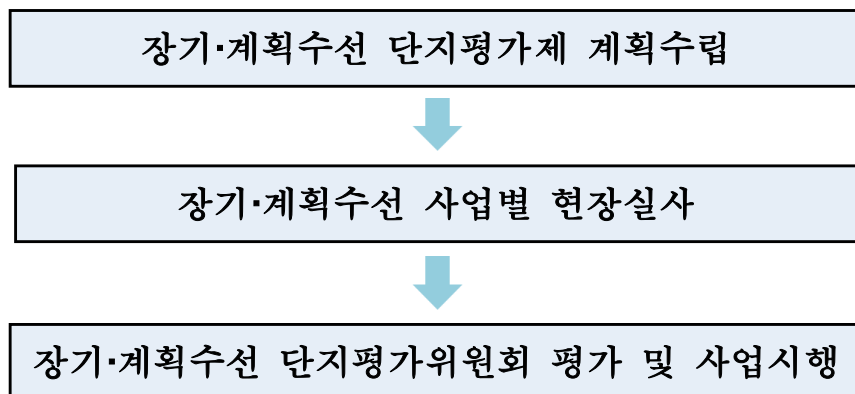 장기·계획수선 단지평가제 계획수립
장기·계획수선 사업별 현장실사
장기·계획수선 단지평가위원회 평가 및 사업시행